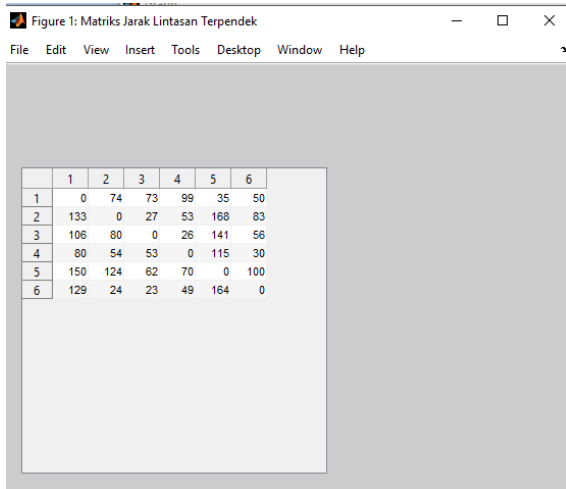 Figure 1: Matriks Jarak Lintasan Terpendek
File Edit View Insert Tools Desktop Window Help
1 2 3 4 5 6
1 0 74 73 99 35 50
2 133 0 27 53 168 83
3 106 80 0 26 141 56
4 80 54 53 0 115 30
5 150 124 62 70 0 100
6 129 24 23 49 164 0